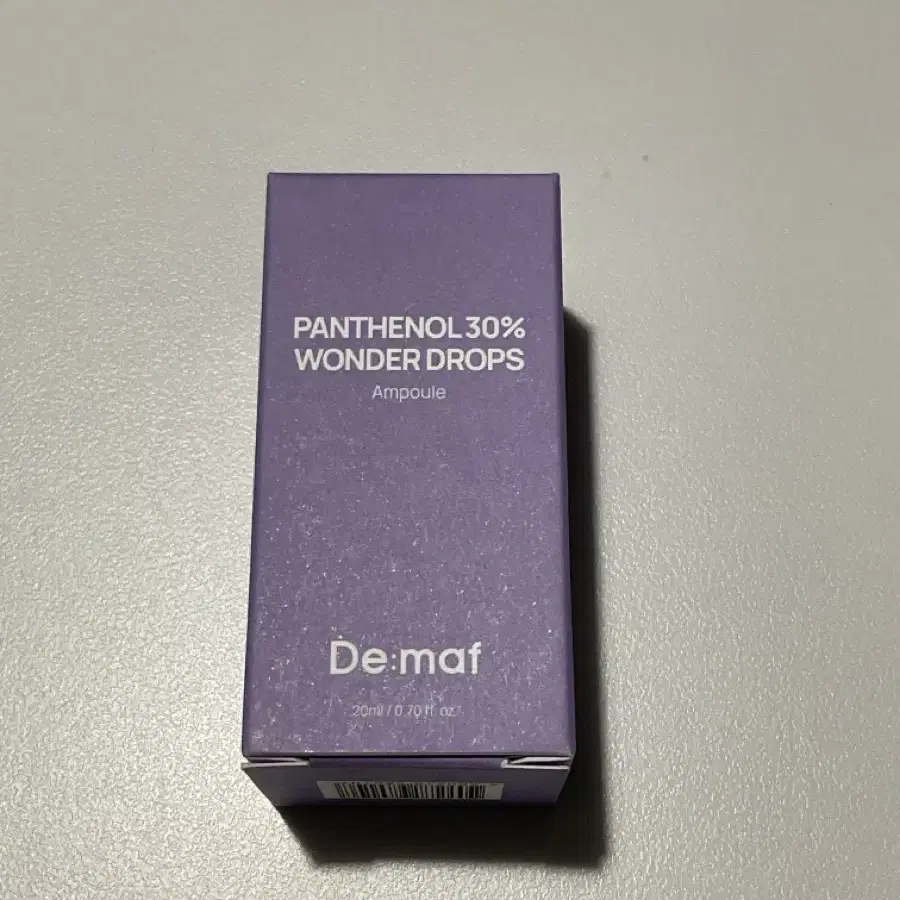 PANTHENOL 30%
WONDER DROPS
Ampoule
De:maf
20ml / 0.70 fl. oz.